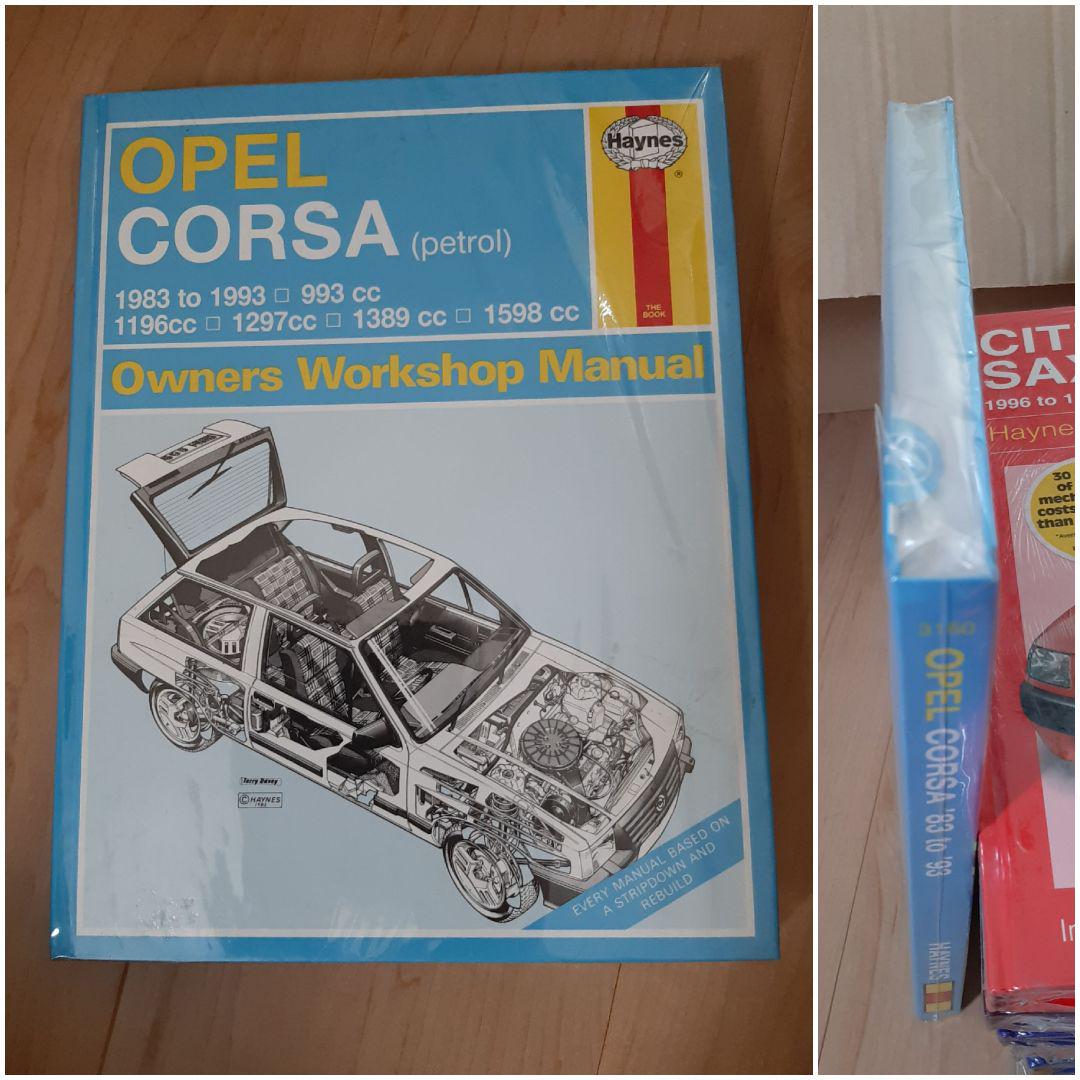 OPEL
CORSA (petrol)
1983 to 1993 □ 993 cc
1196cc □ 1297cc □ 1389 cc □ 1598 cc
Haynes
®
THE
BOOK
Owners Workshop Manual
Terry Davey
© HAYNES
EVERY MANUAL BASED ON
A STRIPDOWN AND
REBUILD
3160
OPEL CORSA '83 to '93
HAYNES
CIT
SAX
1996 to 1
Hayne
30
of
mech
costs
than
In